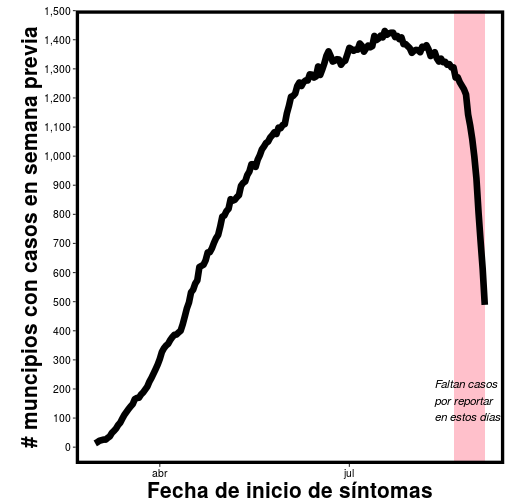 # muncipios con casos en semana previa
1,500
1,400
1,300
1,200
1,100
1,000
900
800
700
600
500
400
300
200
100
0
Faltan casos
por reportar
en estos días
abr
jul
Fecha de inicio de síntomas